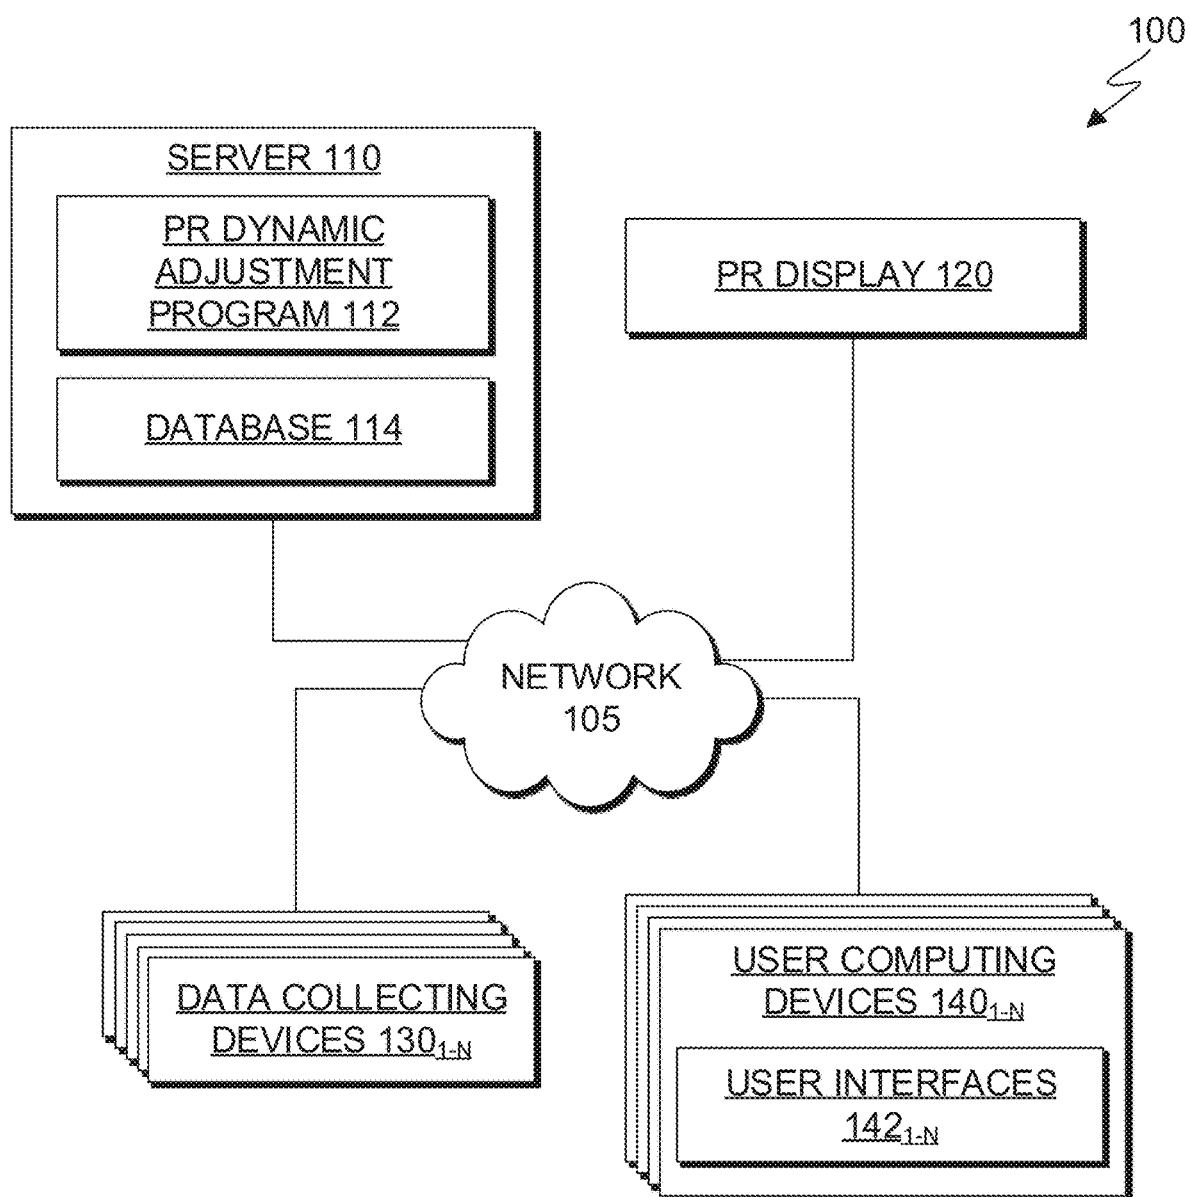 100
SERVER 110
PR DYNAMIC
ADJUSTMENT
PROGRAM 112
DATABASE 114
PR DISPLAY 120
NETWORK
105
DATA COLLECTING
DEVICES 130₁₋N
USER COMPUTING
DEVICES 140₁₋N
USER INTERFACES
142₁₋N